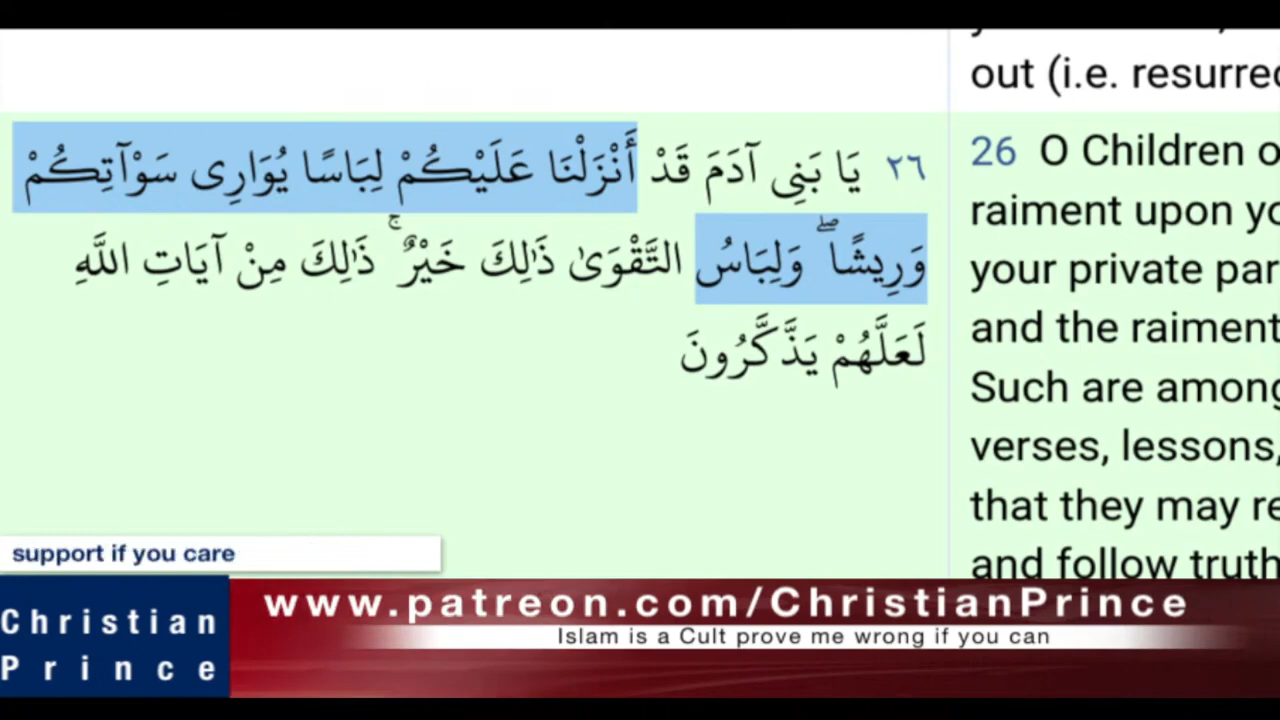 out (i.e. resurrec
٢٦ يَا بَنِى آدَمَ قَدْ أَنْزَلْنَا عَلَيْكُمْ لِبَاسًا يُوَارِى سَوْآتِكُمْ
وَرِيشًا ۖ وَلِبَاسُ التَّقْوَىٰ ذَٰلِكَ خَيْرٌ ۚ ذَٰلِكَ مِنْ آيَاتِ اللَّهِ
لَعَلَّهُمْ يَذَّكَّرُونَ
26 O Children o
raiment upon yo
your private par
and the raiment
Such are among
verses, lessons,
that they may re
and follow truth
support if you care
Christian
Prince
www.patreon.com/ChristianPrince
Islam is a Cult prove me wrong if you can